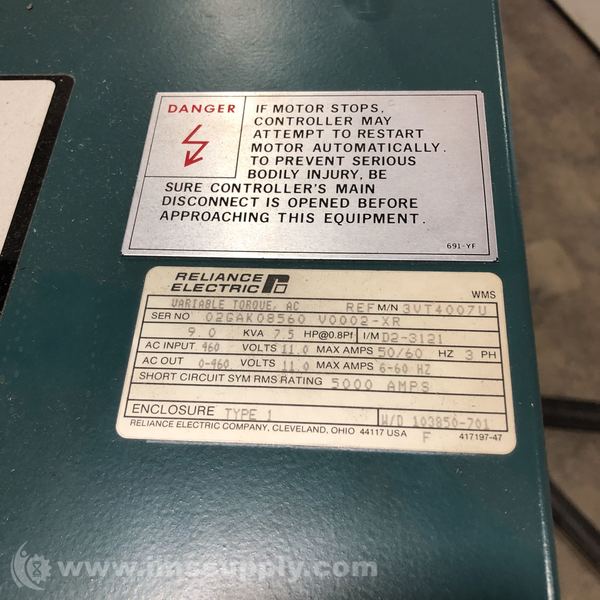 DANGER
IF MOTOR STOPS,
CONTROLLER MAY
ATTEMPT TO RESTART
MOTOR AUTOMATICALLY.
TO PREVENT SERIOUS
BODILY INJURY, BE
SURE CONTROLLER'S MAIN
DISCONNECT IS OPENED BEFORE
APPROACHING THIS EQUIPMENT.
691-YF
RELIANCE
ELECTRIC
WMS
VARIABLE TORQUE, AC REF M/N 3VT4007U
SER NO 02GAK08560 V0002-XR
9.0 KVA 7.5 HP@0.8Pf I/M D2-3121
AC INPUT 460 VOLTS 11.0 MAX AMPS 50/60 HZ 3 PH
AC OUT 0-460 VOLTS 11.0 MAX AMPS 6-60 HZ
SHORT CIRCUIT SYM RMS RATING 5000 AMPS
ENCLOSURE TYPE 1 W/D 103850-701
RELIANCE ELECTRIC COMPANY, CLEVELAND, OHIO 44117 USA F 417197-47
www.imssupply.com